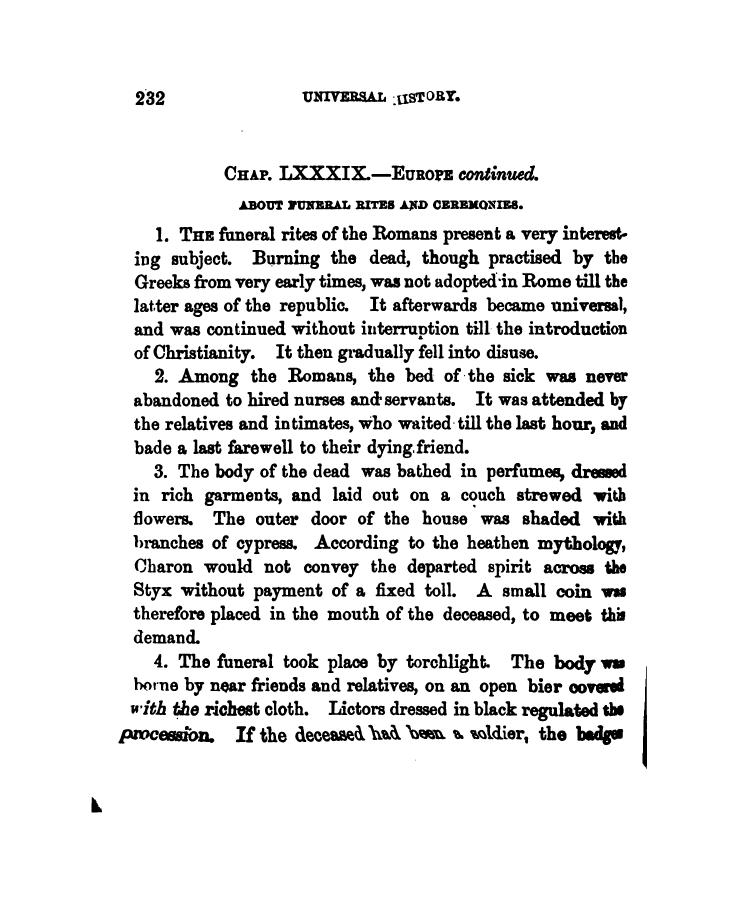 232 UNIVERSAL HISTORY.
CHAP. LXXXIX.—EUROPE continued.
ABOUT FUNERAL RITES AND CEREMONIES.
1. THE funeral rites of the Romans present a very interest-
ing subject. Burning the dead, though practised by the
Greeks from very early times, was not adopted in Rome till the
latter ages of the republic. It afterwards became universal,
and was continued without interruption till the introduction
of Christianity. It then gradually fell into disuse.
2. Among the Romans, the bed of the sick was never
abandoned to hired nurses and servants. It was attended by
the relatives and intimates, who waited till the last hour, and
bade a last farewell to their dying friend.
3. The body of the dead was bathed in perfumes, dressed
in rich garments, and laid out on a couch strewed with
flowers. The outer door of the house was shaded with
branches of cypress. According to the heathen mythology,
Charon would not convey the departed spirit across the
Styx without payment of a fixed toll. A small coin was
therefore placed in the mouth of the deceased, to meet this
demand.
4. The funeral took place by torchlight. The body was
borne by near friends and relatives, on an open bier covered
with the richest cloth. Lictors dressed in black regulated the
procession. If the deceased had been a soldier, the badges